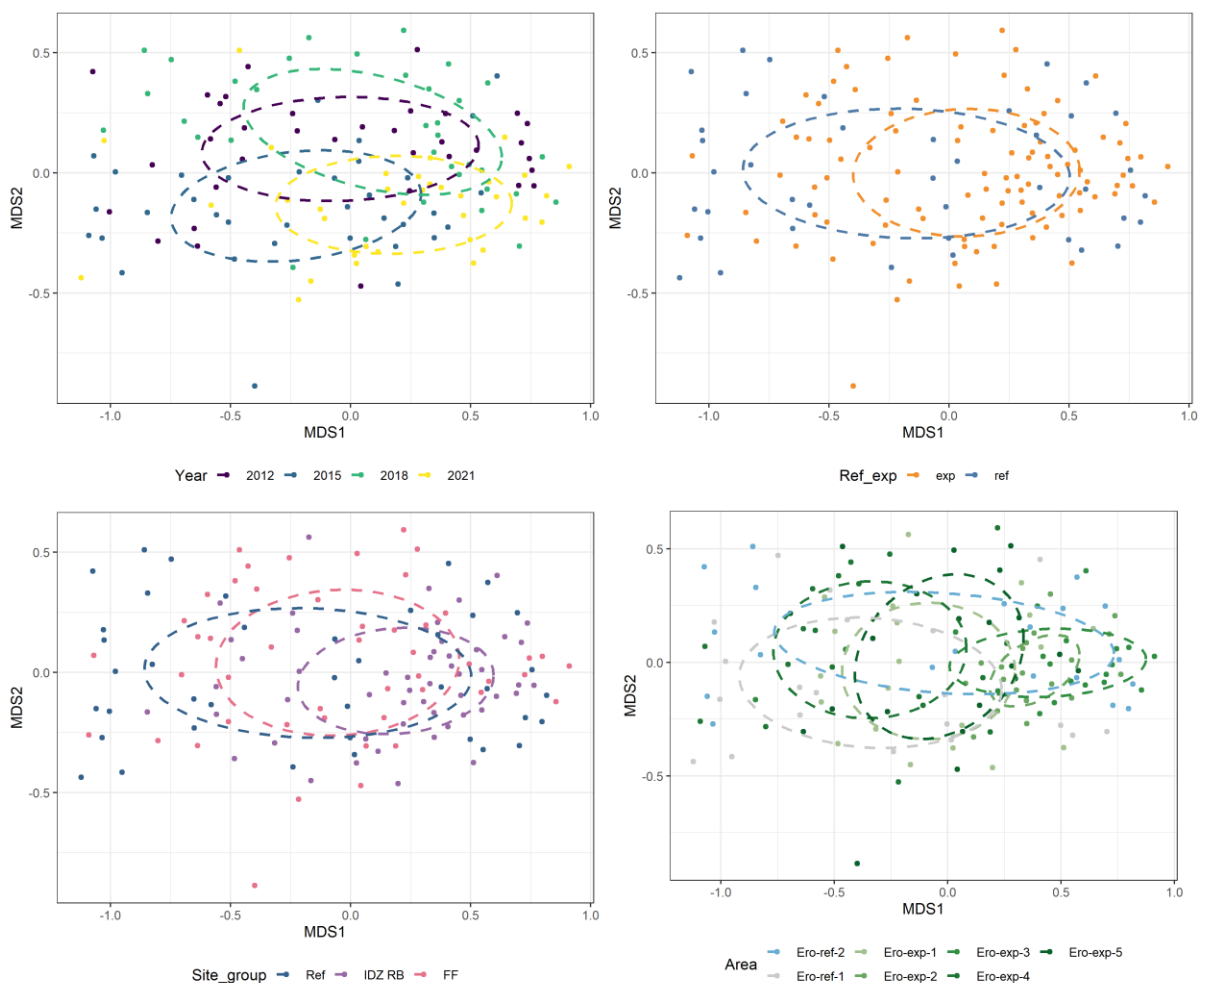 0.5
0.0
-0.5
MDS2
-1.0 -0.5 0.0 0.5 1.0
MDS1
Year 2012 2015 2018 2021
0.5
0.0
-0.5
MDS2
-1.0 -0.5 0.0 0.5 1.0
MDS1
Ref_exp exp ref
0.5
0.0
-0.5
MDS2
-1.0 -0.5 0.0 0.5 1.0
MDS1
Site_group Ref IDZ RB FF
0.5
0.0
-0.5
MDS2
-1.0 -0.5 0.0 0.5 1.0
MDS1
Area
Ero-ref-2 Ero-exp-1 Ero-exp-3 Ero-exp-5
Ero-ref-1 Ero-exp-2 Ero-exp-4